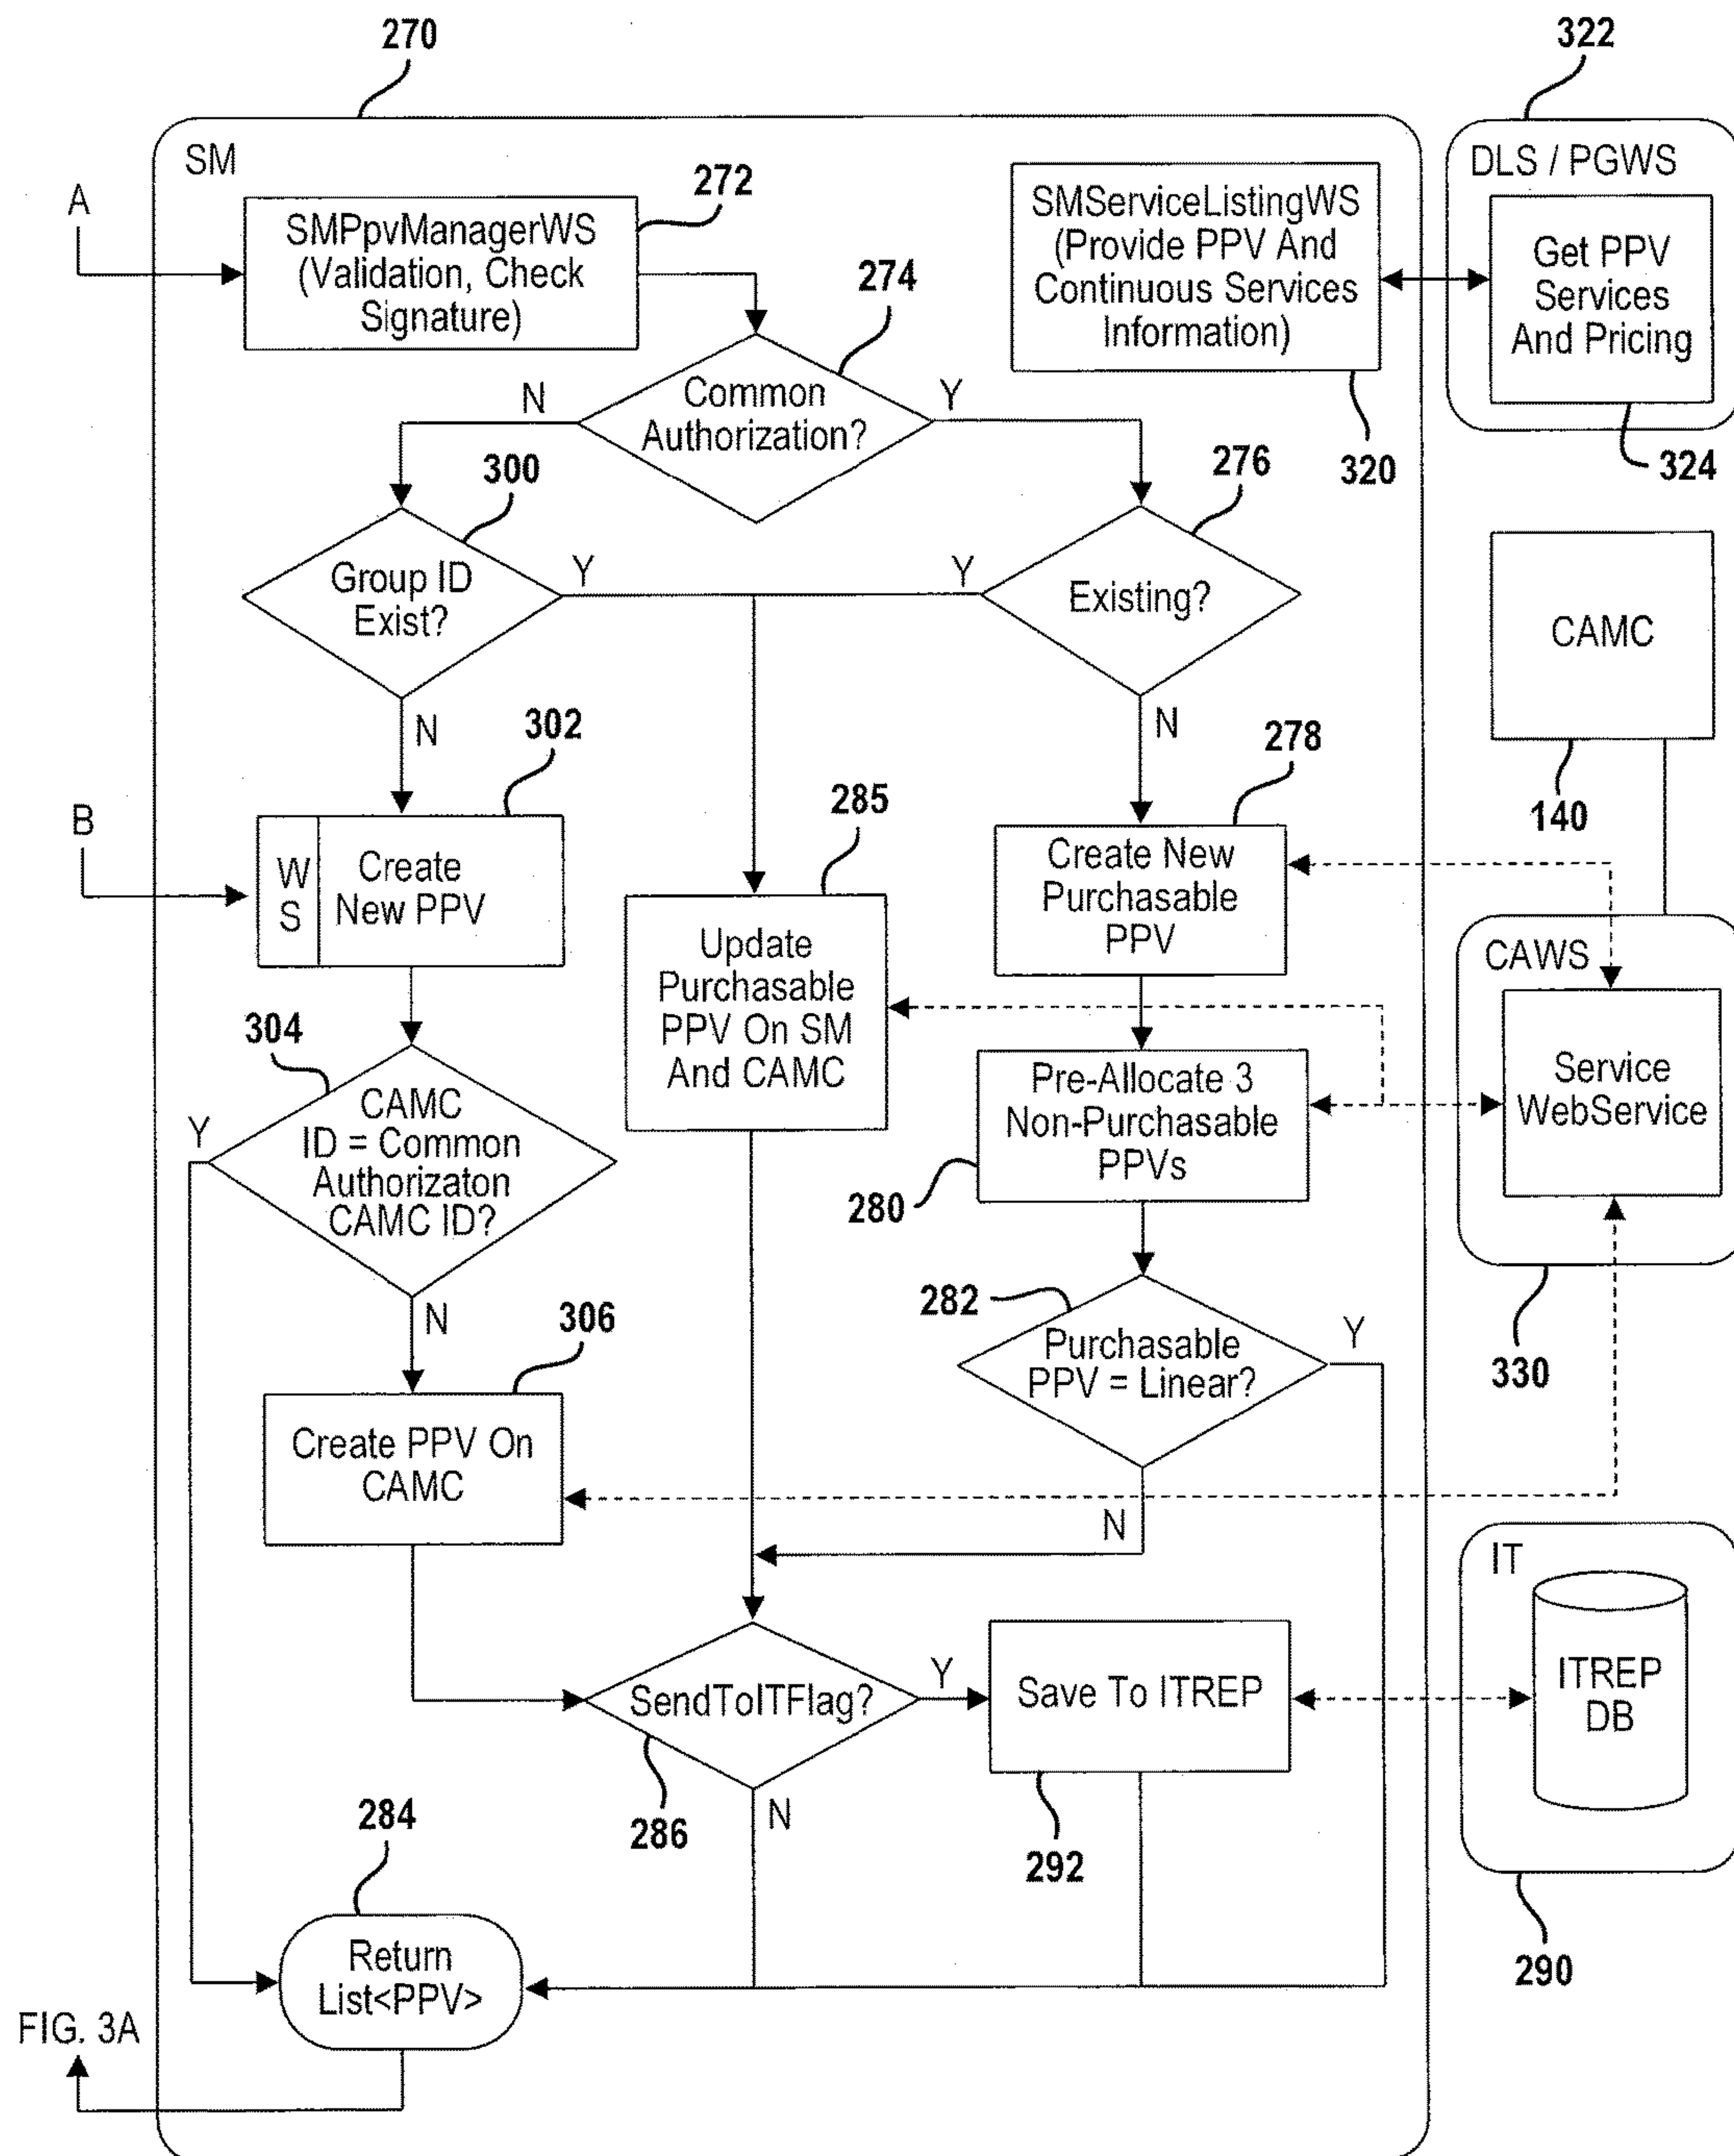 270
322
SM
DLS / PGWS
A
272
SMPpvManagerWS
(Validation, Check
Signature)
SMServiceListingWS
(Provide PPV And
Continuous Services
Information)
Get PPV
Services
And Pricing
274
N
Common
Authorization?
Y
300
276
320
324
Group ID
Exist?
Y
Y
Existing?
CAMC
N
N
302
278
140
B
285
W
S
Create
New PPV
Create New
Purchasable
PPV
Update
Purchasable
PPV On SM
And CAMC
CAWS
304
Y
CAMC
ID = Common
Authorizaton
CAMC ID?
Pre-Allocate 3
Non-Purchasable
PPVs
Service
WebService
280
N
306
282
Purchasable
PPV = Linear?
Y
330
Create PPV On
CAMC
N
IT
SendToITFlag?
Y
Save To ITREP
ITREP
DB
284
286
N
292
290
Return
List<PPV>
FIG. 3A